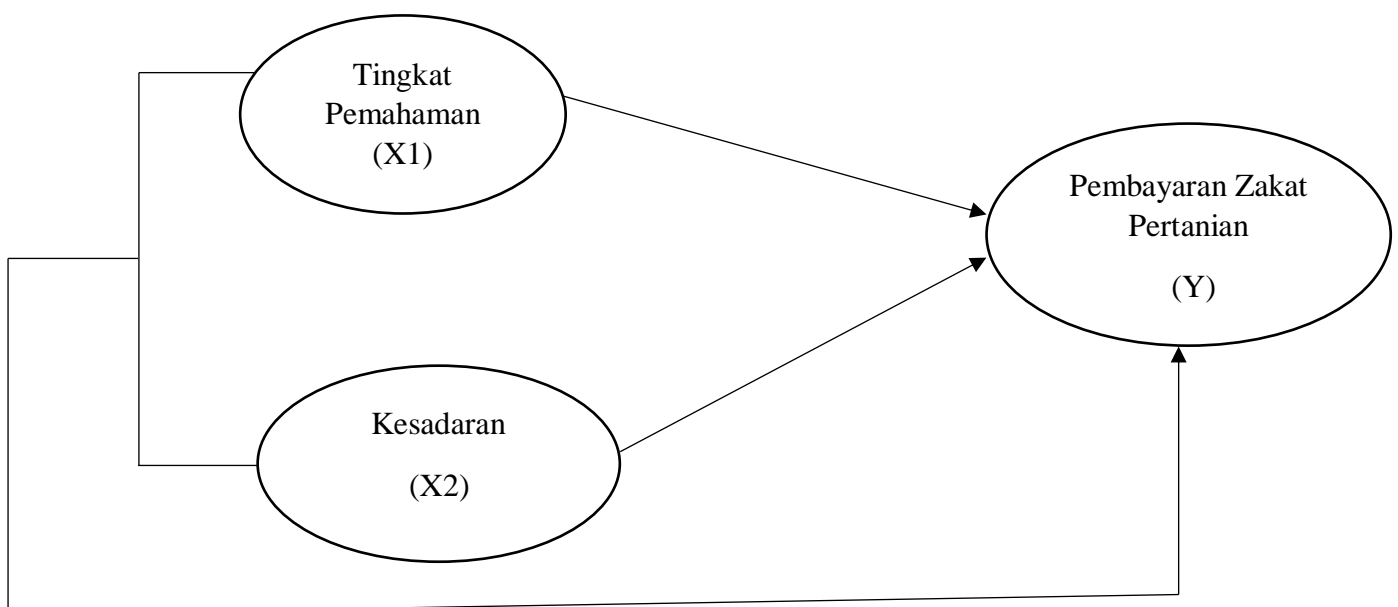 Tingkat
Pemahaman
(X1)
Pembayaran Zakat
Pertanian
(Y)
Kesadaran
(X2)